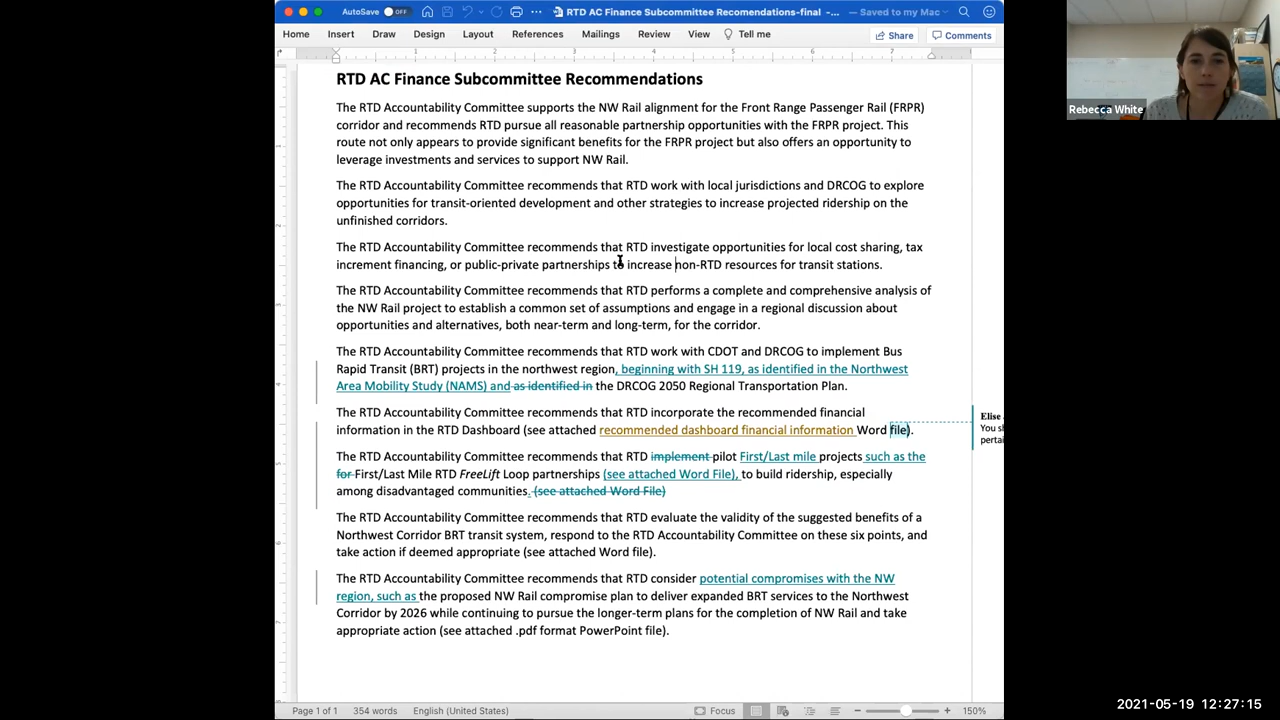 AutoSave OFF RTD AC Finance Subcommittee Recomendations-final -... — Saved to my Mac
Home Insert Draw Design Layout References Mailings Review View Tell me Share Comments
1 2 3 4 5 6 7
RTD AC Finance Subcommittee Recommendations
The RTD Accountability Committee supports the NW Rail alignment for the Front Range Passenger Rail (FRPR)
corridor and recommends RTD pursue all reasonable partnership opportunities with the FRPR project. This
route not only appears to provide significant benefits for the FRPR project but also offers an opportunity to
leverage investments and services to support NW Rail.
The RTD Accountability Committee recommends that RTD work with local jurisdictions and DRCOG to explore
opportunities for transit-oriented development and other strategies to increase projected ridership on the
unfinished corridors.
The RTD Accountability Committee recommends that RTD investigate opportunities for local cost sharing, tax
increment financing, or public-private partnerships to increase non-RTD resources for transit stations.
The RTD Accountability Committee recommends that RTD performs a complete and comprehensive analysis of
the NW Rail project to establish a common set of assumptions and engage in a regional discussion about
opportunities and alternatives, both near-term and long-term, for the corridor.
The RTD Accountability Committee recommends that RTD work with CDOT and DRCOG to implement Bus
Rapid Transit (BRT) projects in the northwest region, beginning with SH 119, as identified in the Northwest
Area Mobility Study (NAMS) and as identified in the DRCOG 2050 Regional Transportation Plan.
The RTD Accountability Committee recommends that RTD incorporate the recommended financial
information in the RTD Dashboard (see attached recommended dashboard financial information Word file).
Elise
You sh
pertai
The RTD Accountability Committee recommends that RTD implement pilot First/Last mile projects such as the
for First/Last Mile RTD FreeLift Loop partnerships (see attached Word File), to build ridership, especially
among disadvantaged communities. (see attached Word File)
The RTD Accountability Committee recommends that RTD evaluate the validity of the suggested benefits of a
Northwest Corridor BRT transit system, respond to the RTD Accountability Committee on these six points, and
take action if deemed appropriate (see attached Word file).
The RTD Accountability Committee recommends that RTD consider potential compromises with the NW
region, such as the proposed NW Rail compromise plan to deliver expanded BRT services to the Northwest
Corridor by 2026 while continuing to pursue the longer-term plans for the completion of NW Rail and take
appropriate action (see attached .pdf format PowerPoint file).
Page 1 of 1 354 words English (United States) Focus 150%
Rebecca White
2021-05-19 12:27:15